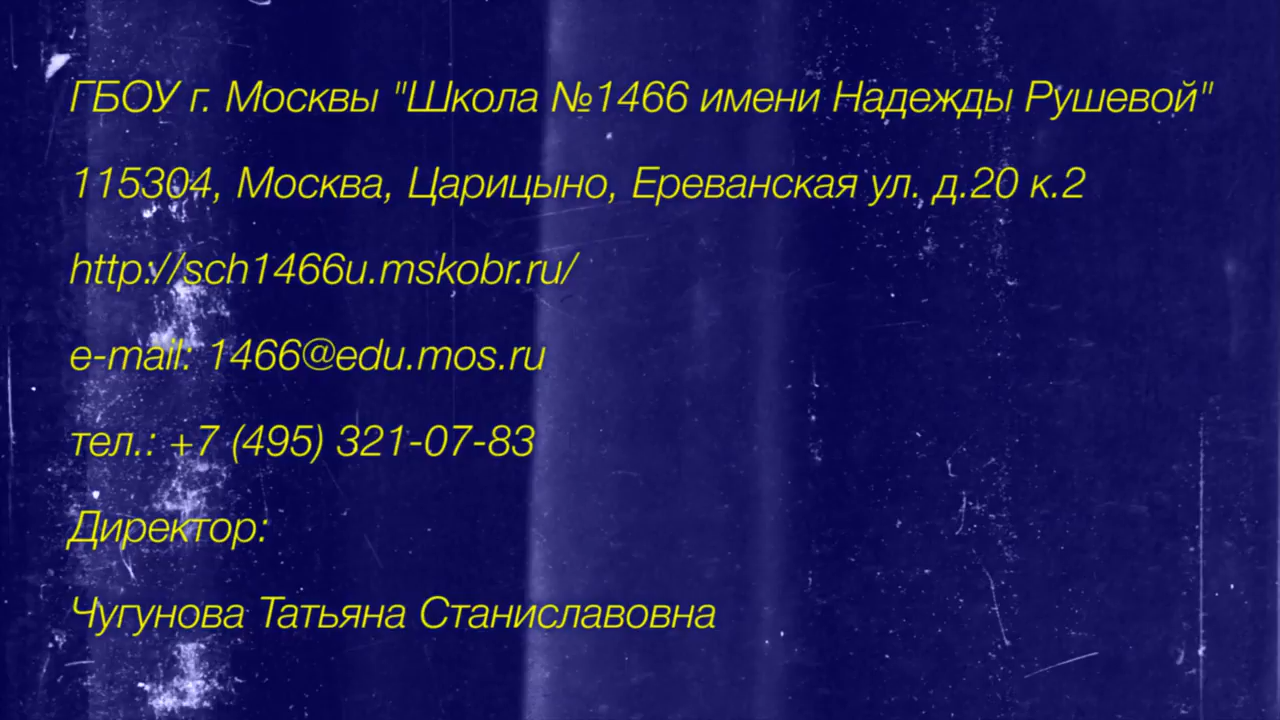 ГБОУ г. Москвы "Школа №1466 имени Надежды Рушевой"
115304, Москва, Царицыно, Ереванская ул. д.20 к.2
http://sch1466u.mskobr.ru/
e-mail: 1466@edu.mos.ru
тел.: +7 (495) 321-07-83
Директор:
Чугунова Татьяна Станиславовна